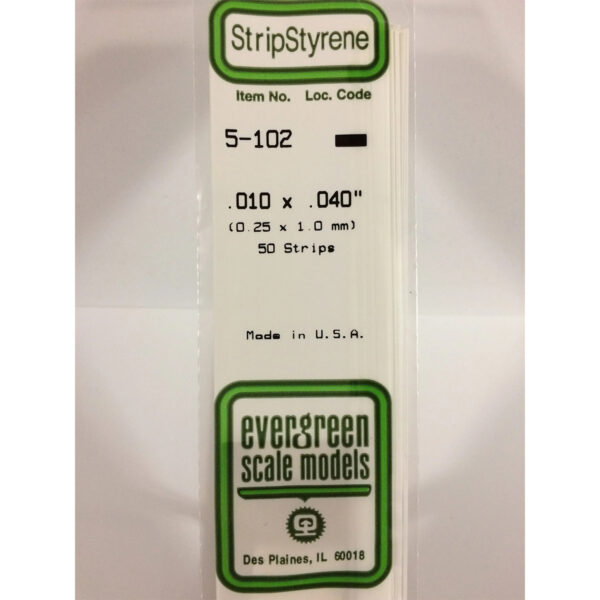 StripStyrene
Item No. Loc. Code
5-102
.010 x .040"
(0.25 x 1.0 mm)
50 Strips
Made in U.S.A.
evergreen
scale models
Des Plaines, IL 60018